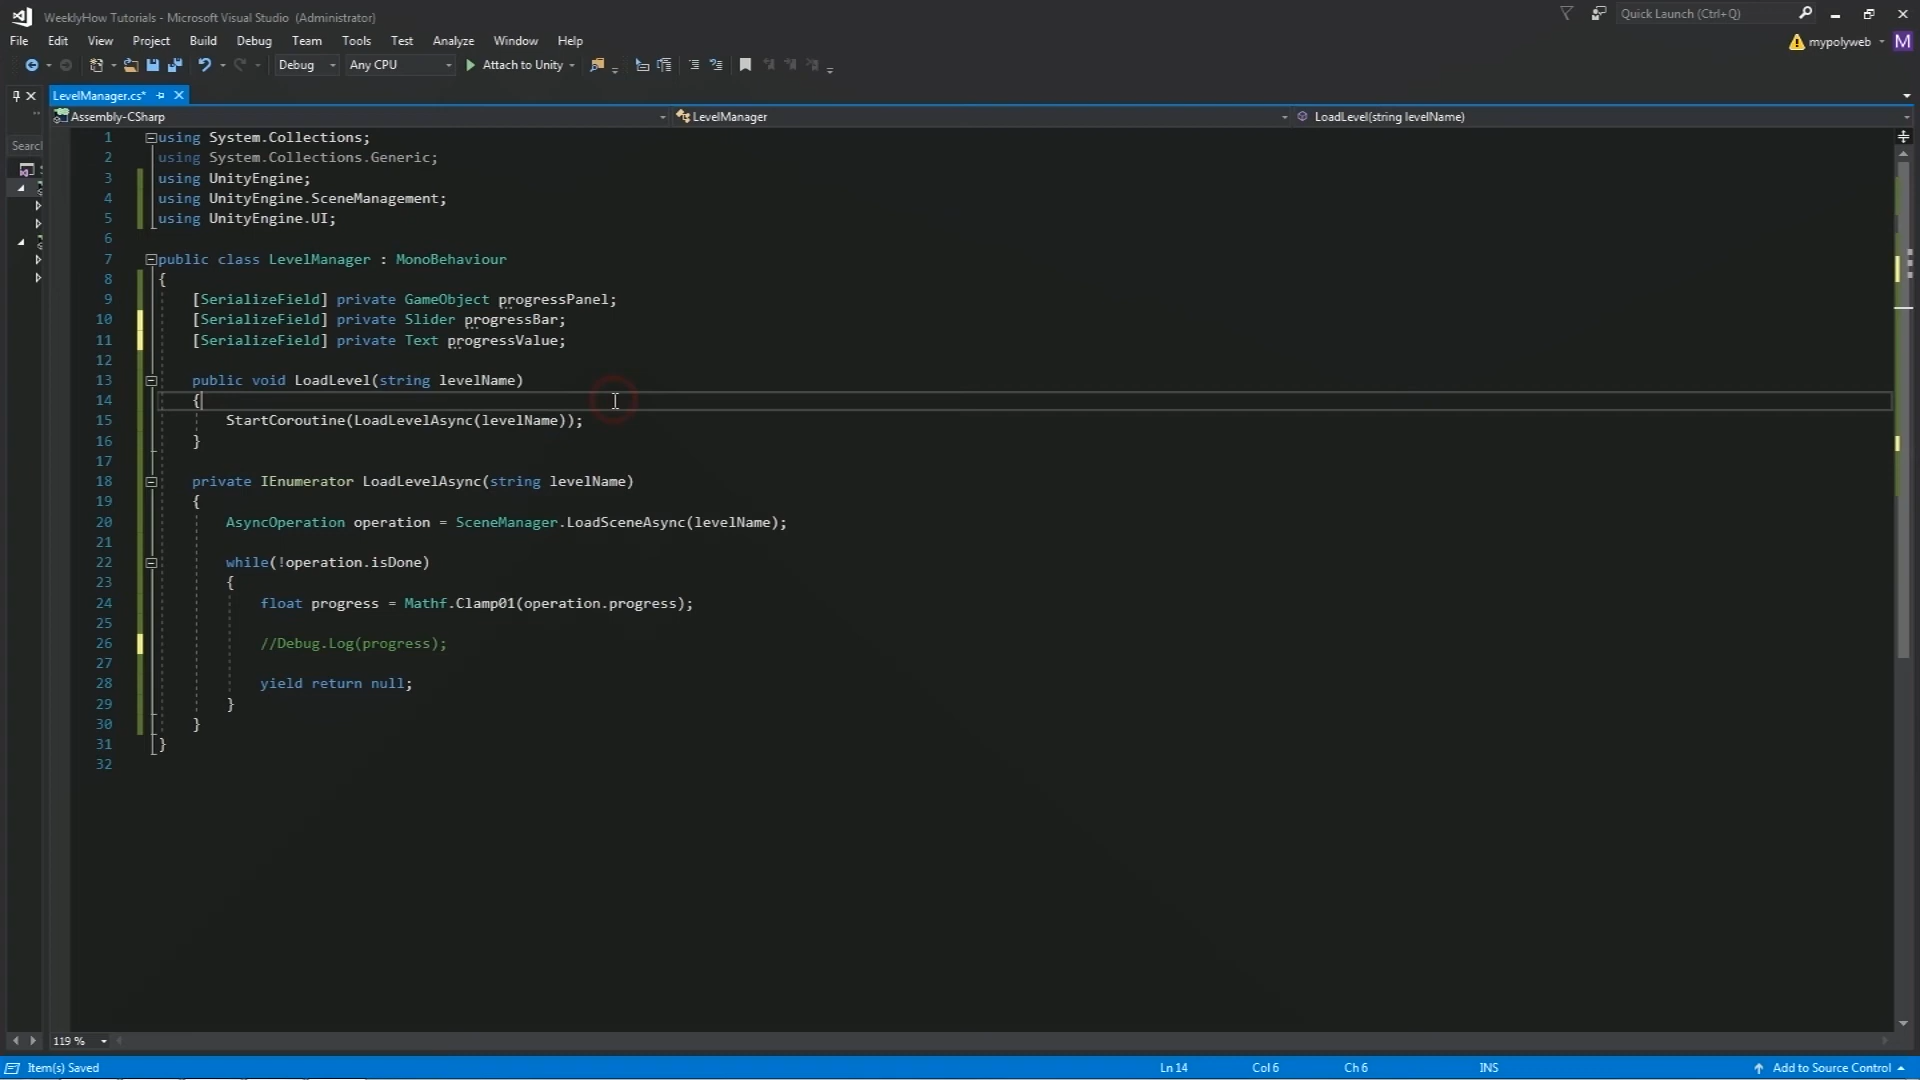 WeeklyHow Tutorials - Microsoft Visual Studio (Administrator)
Quick Launch (Ctrl+Q)
File Edit View Project Build Debug Team Tools Test Analyze Window Help
mypolyweb M
Debug Any CPU Attach to Unity
LevelManager.cs*
Assembly-CSharp LevelManager LoadLevel(string levelName)
Searc
1 using System.Collections;
2 using System.Collections.Generic;
3 using UnityEngine;
4 using UnityEngine.SceneManagement;
5 using UnityEngine.UI;
6
7 public class LevelManager : MonoBehaviour
8 {
9 [SerializeField] private GameObject progressPanel;
10 [SerializeField] private Slider progressBar;
11 [SerializeField] private Text progressValue;
12
13 public void LoadLevel(string levelName)
14 {
15 StartCoroutine(LoadLevelAsync(levelName));
16 }
17
18 private IEnumerator LoadLevelAsync(string levelName)
19 {
20 AsyncOperation operation = SceneManager.LoadSceneAsync(levelName);
21
22 while(!operation.isDone)
23 {
24 float progress = Mathf.Clamp01(operation.progress);
25
26 //Debug.Log(progress);
27
28 yield return null;
29 }
30 }
31 }
32
119 %
Item(s) Saved Ln 14 Col 6 Ch 6 INS Add to Source Control